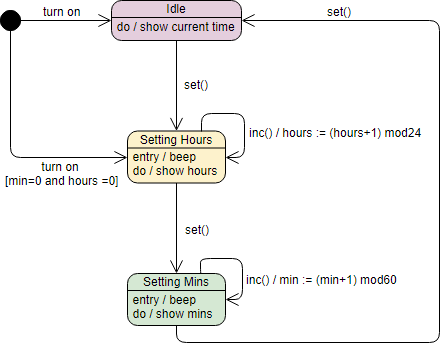 turn on
Idle
do / show current time
set()
set()
Setting Hours
entry / beep
do / show hours
inc() / hours := (hours+1) mod24
turn on
[min=0 and hours =0]
set()
Setting Mins
entry / beep
do / show mins
inc() / min := (min+1) mod60